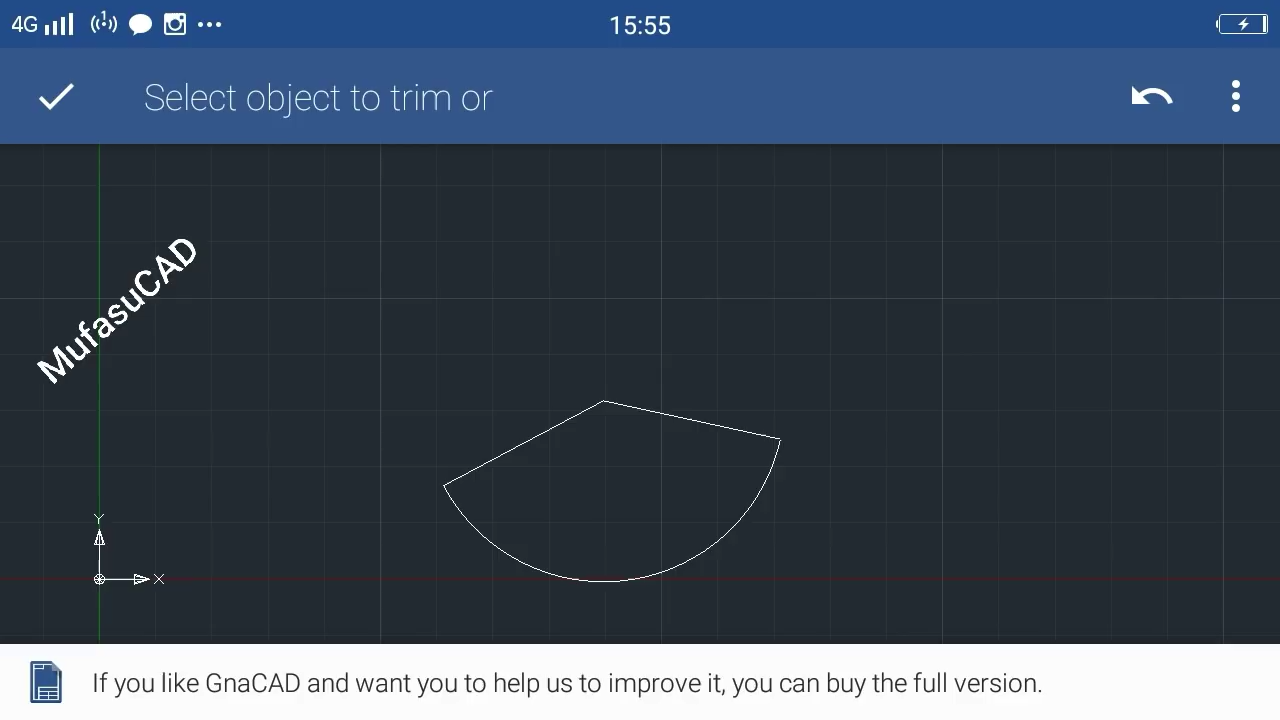 4G 1 15:55
Select object to trim or
MufasuCAD
Y
X
If you like GnaCAD and want you to help us to improve it, you can buy the full version.